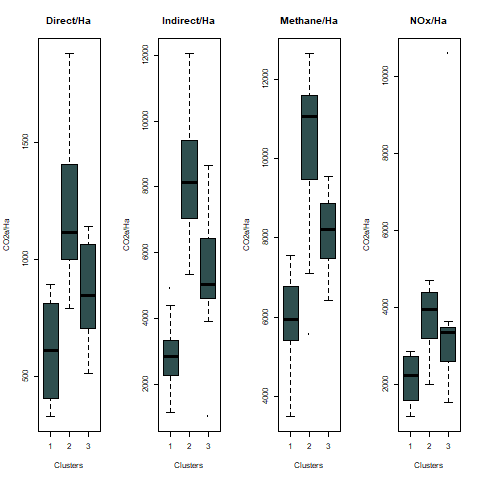 Direct/Ha
CO2e/Ha
500
1000
1500
1
2
3
Clusters
Indirect/Ha
CO2e/Ha
2000
4000
6000
8000
10000
12000
1
2
3
Clusters
Methane/Ha
CO2e/Ha
4000
6000
8000
10000
12000
1
2
3
Clusters
NOx/Ha
CO2e/Ha
2000
4000
6000
8000
10000
1
2
3
Clusters